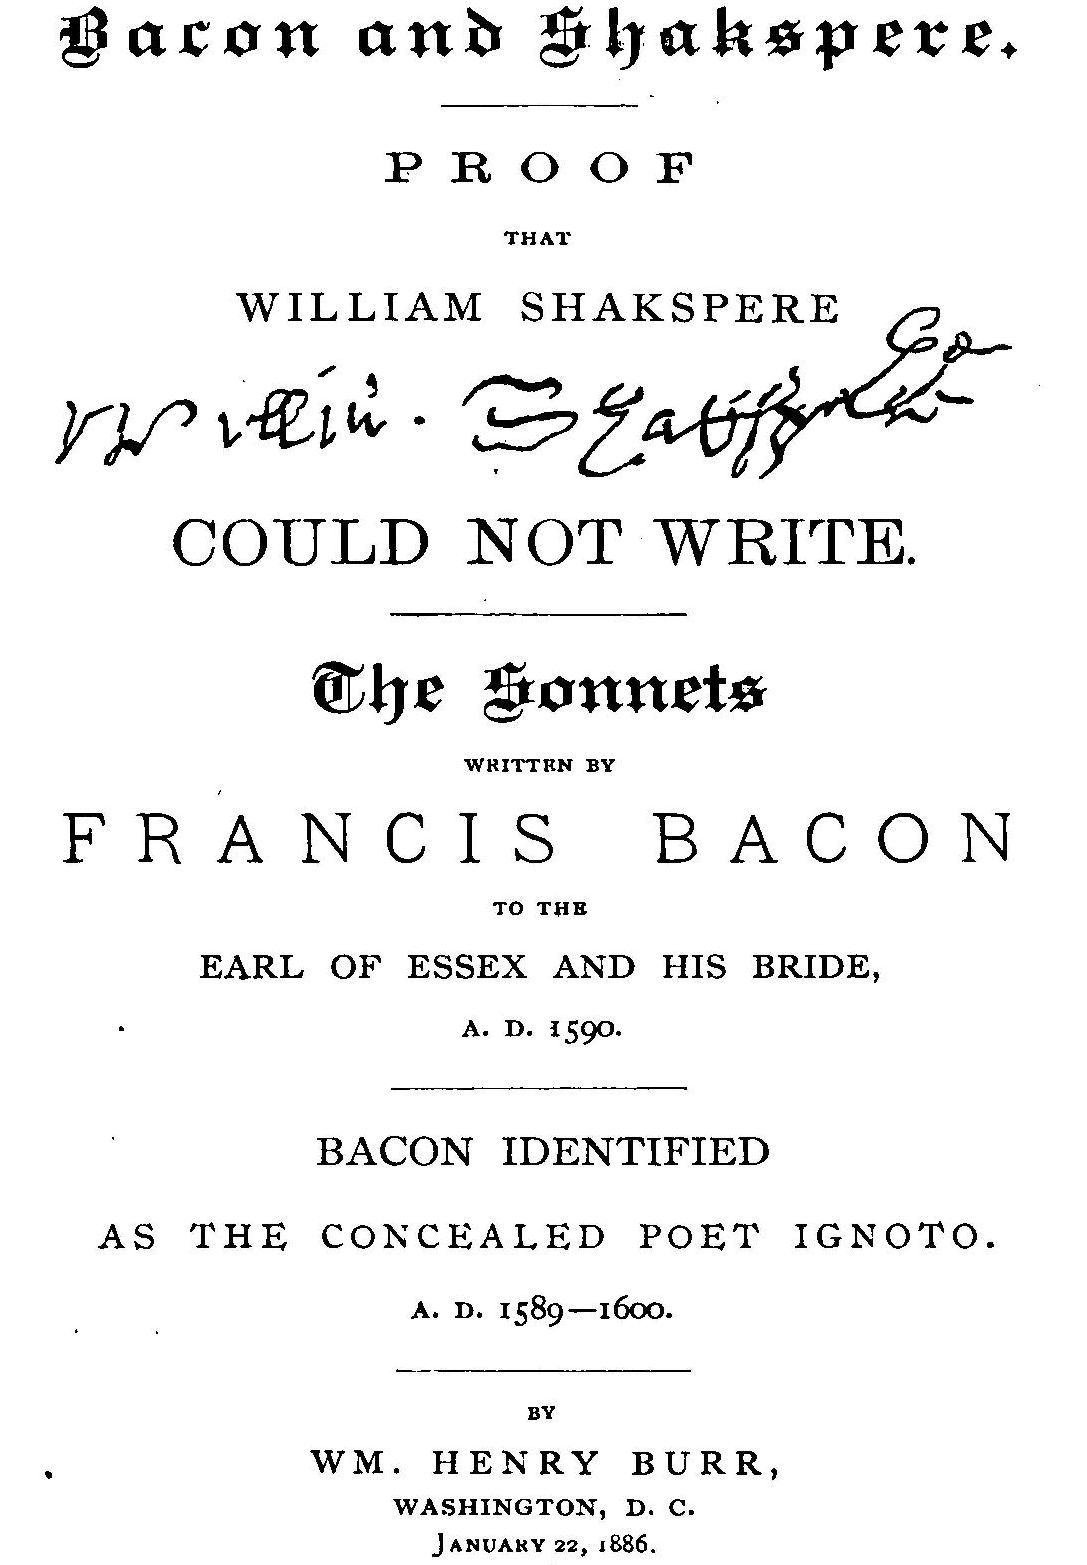 Bacon and Shakspere.
PROOF
THAT
WILLIAM SHAKSPERE
COULD NOT WRITE.
The Sonnets
WRITTEN BY
FRANCIS BACON
TO THE
EARL OF ESSEX AND HIS BRIDE,
A. D. 1590.
BACON IDENTIFIED
AS THE CONCEALED POET IGNOTO.
A. D. 1589—1600.
BY
WM. HENRY BURR,
WASHINGTON, D. C.
JANUARY 22, 1886.